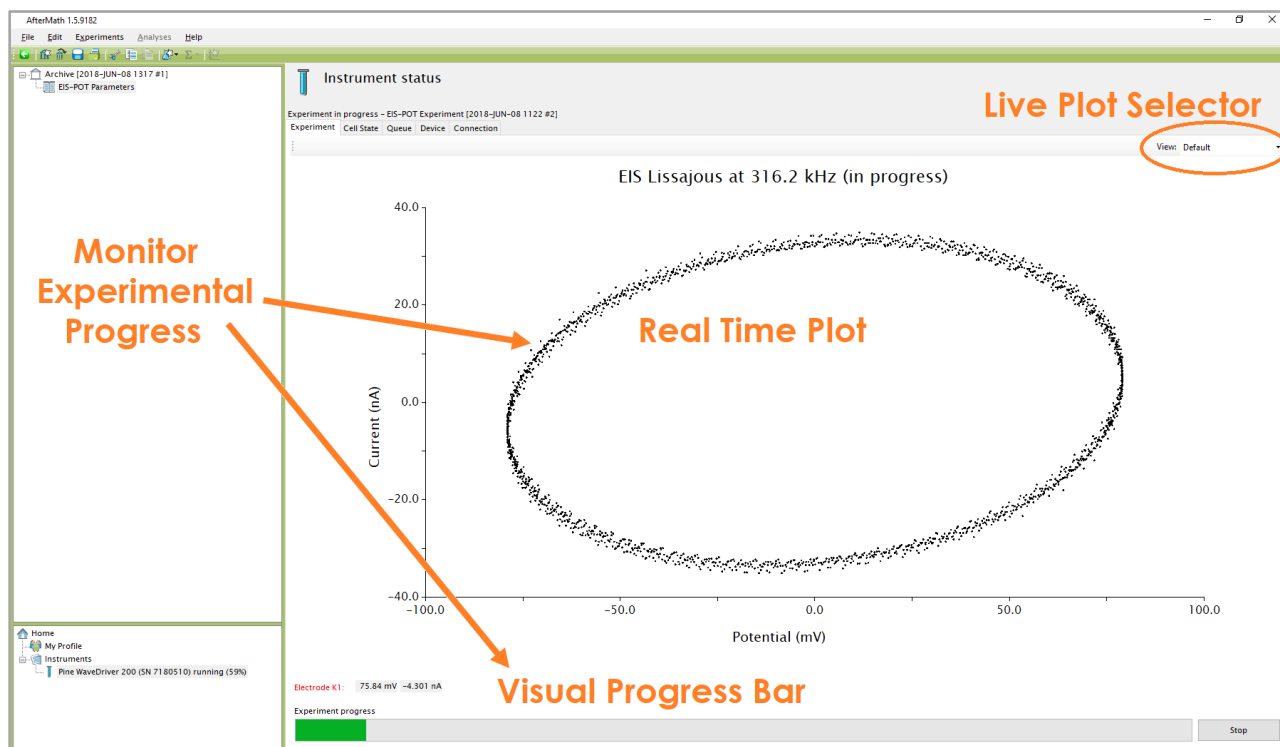 AfterMath 1.5.9182
File Edit Experiments Analyses Help
Archive [2018-JUN-08 1317 #1]
EIS-POT Parameters
Instrument status
Live Plot Selector
Experiment in progress - EIS-POT Experiment [2018-JUN-08 1122 #2]
Experiment Cell State Queue Device Connection
View: Default
EIS Lissajous at 316.2 kHz (in progress)
40.0
20.0
0.0
-20.0
-40.0
Current (nA)
Monitor
Experimental
Progress
Real Time Plot
-100.0 -50.0 0.0 50.0 100.0
Potential (mV)
Home
My Profile
Instruments
Pine WaveDriver 200 (SN 7180510) running (59%)
Electrode K1: 75.84 mV -4.301 nA
Visual Progress Bar
Experiment progress
Stop